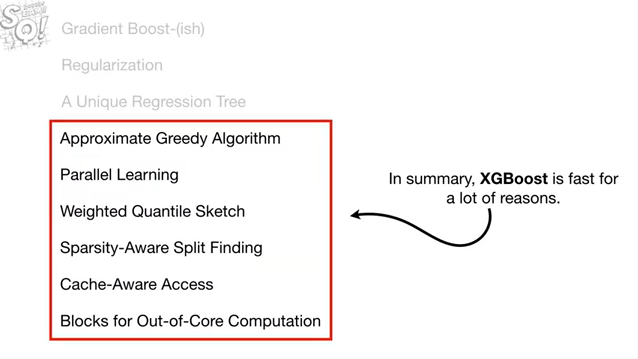 SQ!
Gradient Boost-(ish)
Regularization
A Unique Regression Tree
Approximate Greedy Algorithm
Parallel Learning
Weighted Quantile Sketch
Sparsity-Aware Split Finding
Cache-Aware Access
Blocks for Out-of-Core Computation
In summary, XGBoost is fast for
a lot of reasons.